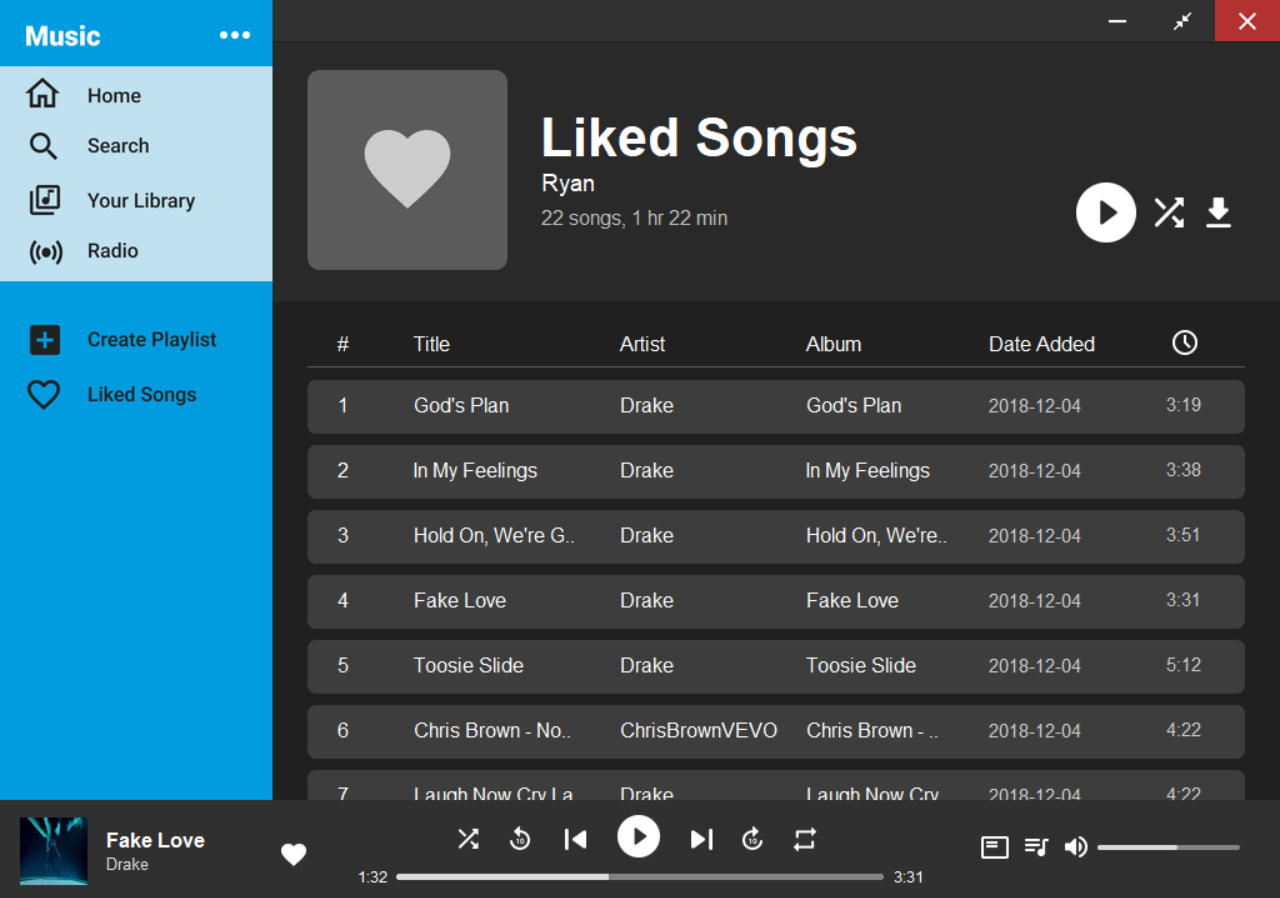 Music
Home
Search
Your Library
Radio
Create Playlist
Liked Songs
Liked Songs
Ryan
22 songs, 1 hr 22 min
# Title Artist Album Date Added
1 God's Plan Drake God's Plan 2018-12-04 3:19
2 In My Feelings Drake In My Feelings 2018-12-04 3:38
3 Hold On, We're G.. Drake Hold On, We're.. 2018-12-04 3:51
4 Fake Love Drake Fake Love 2018-12-04 3:31
5 Toosie Slide Drake Toosie Slide 2018-12-04 5:12
6 Chris Brown - No.. ChrisBrownVEVO Chris Brown - .. 2018-12-04 4:22
7 Laugh Now Cry La Drake Laugh Now Cry 2018-12-04 4:22
Fake Love
Drake
10 10
1:32 3:31